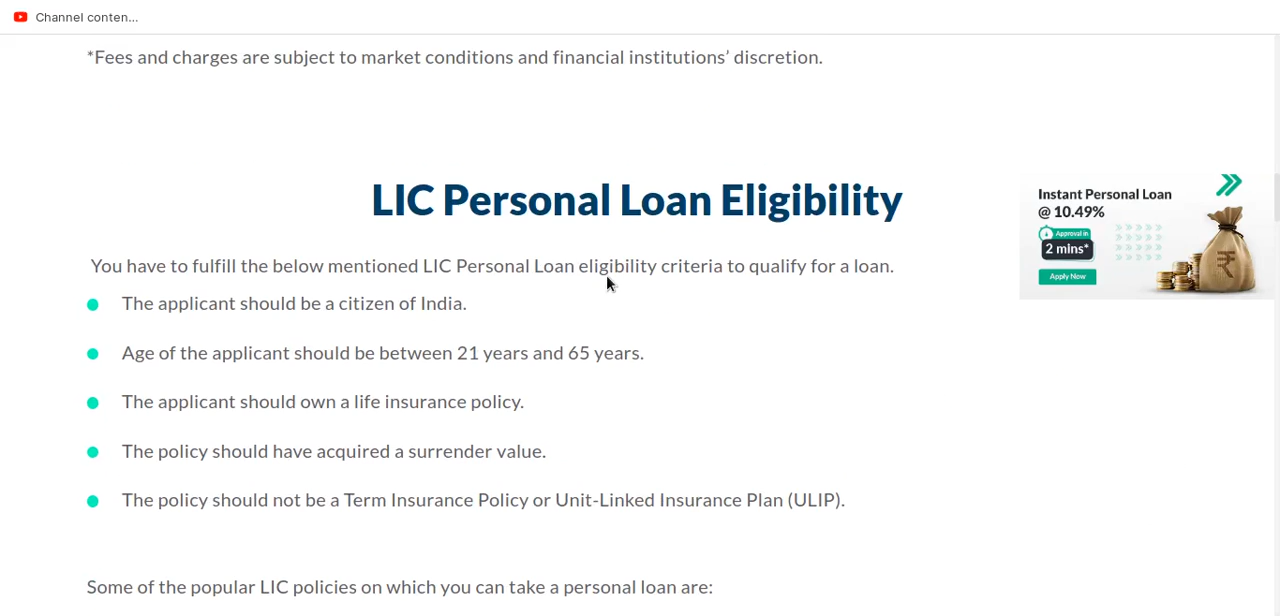 Channel conten...
*Fees and charges are subject to market conditions and financial institutions’ discretion.
LIC Personal Loan Eligibility
Instant Personal Loan
@ 10.49%
Approval in
2 mins*
Apply Now
You have to fulfill the below mentioned LIC Personal Loan eligibility criteria to qualify for a loan.
The applicant should be a citizen of India.
Age of the applicant should be between 21 years and 65 years.
The applicant should own a life insurance policy.
The policy should have acquired a surrender value.
The policy should not be a Term Insurance Policy or Unit-Linked Insurance Plan (ULIP).
Some of the popular LIC policies on which you can take a personal loan are: